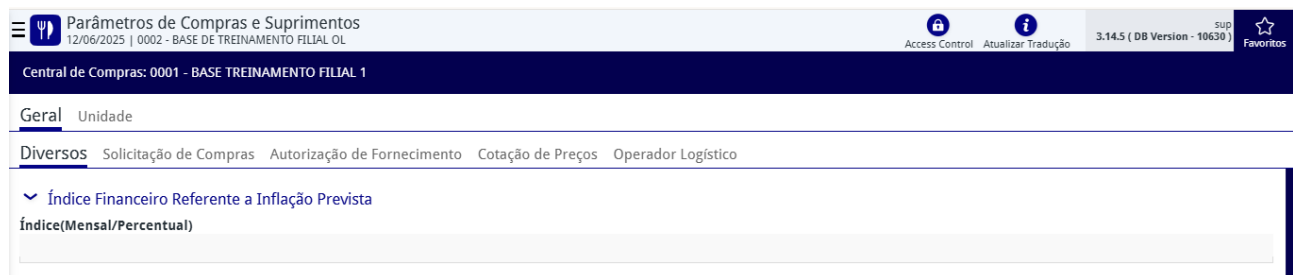 Parâmetros de Compras e Suprimentos
12/06/2025 | 0002 - BASE DE TREINAMENTO FILIAL OL
Access Control
Atualizar Tradução
sup
3.14.5 ( DB Version - 10630 )
Favoritos
Central de Compras: 0001 - BASE TREINAMENTO FILIAL 1
Geral Unidade
Diversos Solicitação de Compras Autorização de Fornecimento Cotação de Preços Operador Logístico
Índice Financeiro Referente a Inflação Prevista
Índice(Mensal/Percentual)